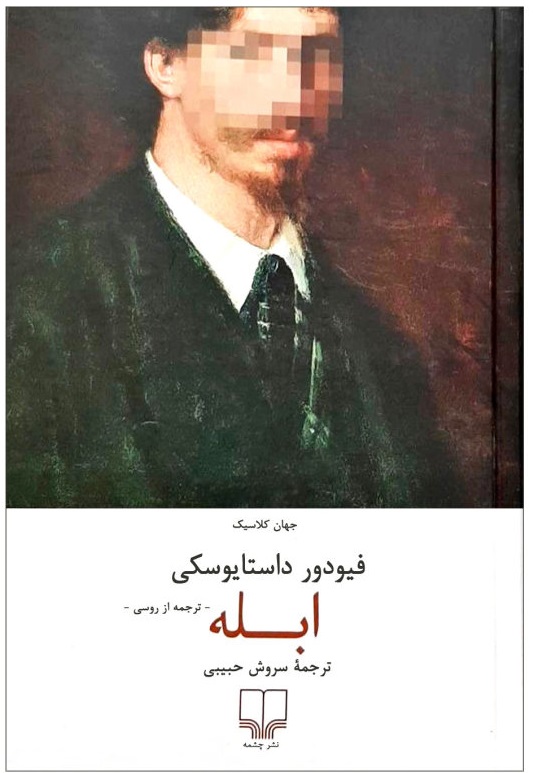 جهان کلاسیک
فیودور داستایوسکی
ابله
- ترجمه از روسی -
ترجمهٔ سروش حبیبی
نشر چشمه